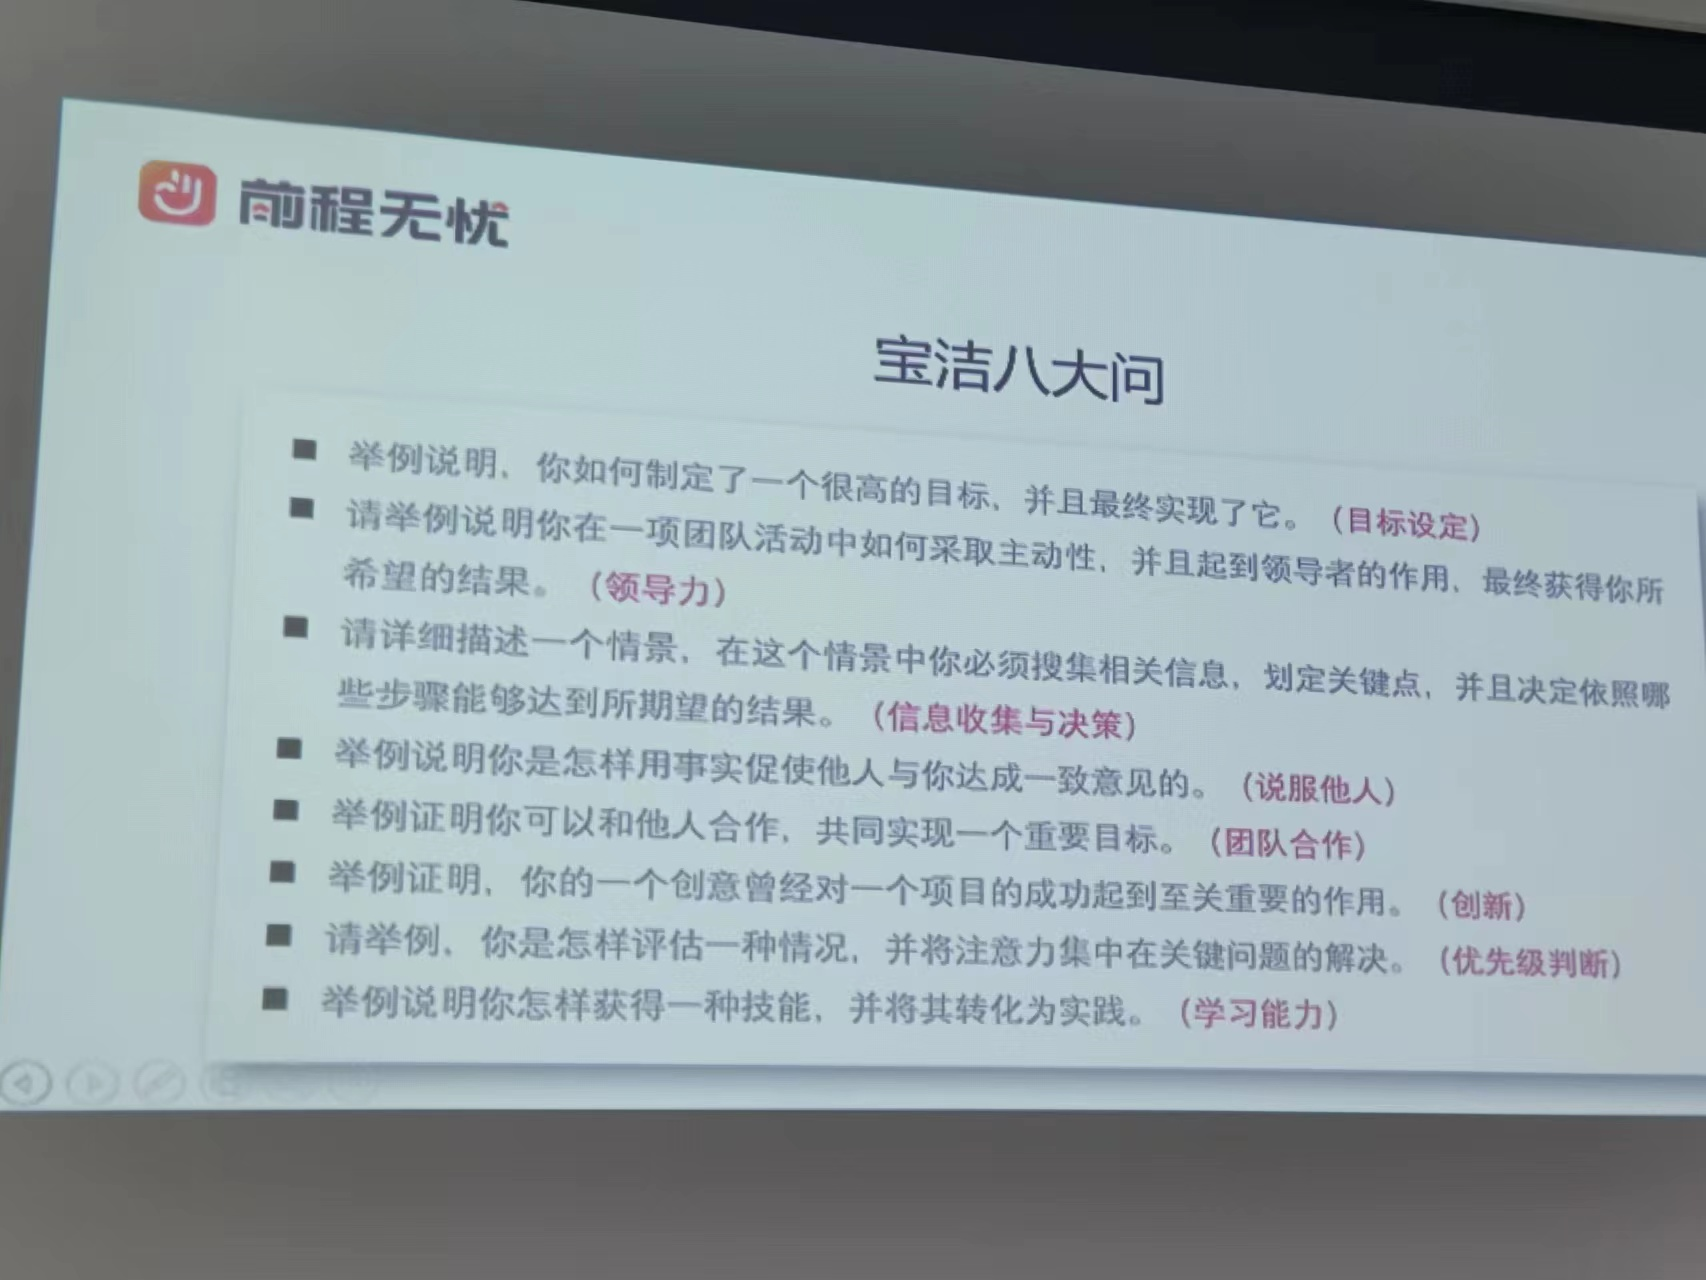 前程无忧
宝洁八大问
■ 举例说明，你如何制定了一个很高的目标，并且最终实现了它。（目标设定）
■ 请举例说明你在一项团队活动中如何采取主动性，并且起到领导者的作用，最终获得你所
希望的结果。（领导力）
■ 请详细描述一个情景，在这个情景中你必须搜集相关信息，划定关键点，并且决定依照哪
些步骤能够达到所期望的结果。（信息收集与决策）
■ 举例说明你是怎样用事实促使他人与你达成一致意见的。（说服他人）
■ 举例证明你可以和他人合作，共同实现一个重要目标。（团队合作）
■ 举例证明，你的一个创意曾经对一个项目的成功起到至关重要的作用。（创新）
■ 请举例，你是怎样评估一种情况，并将注意力集中在关键问题的解决。（优先级判断）
■ 举例说明你怎样获得一种技能，并将其转化为实践。（学习能力）